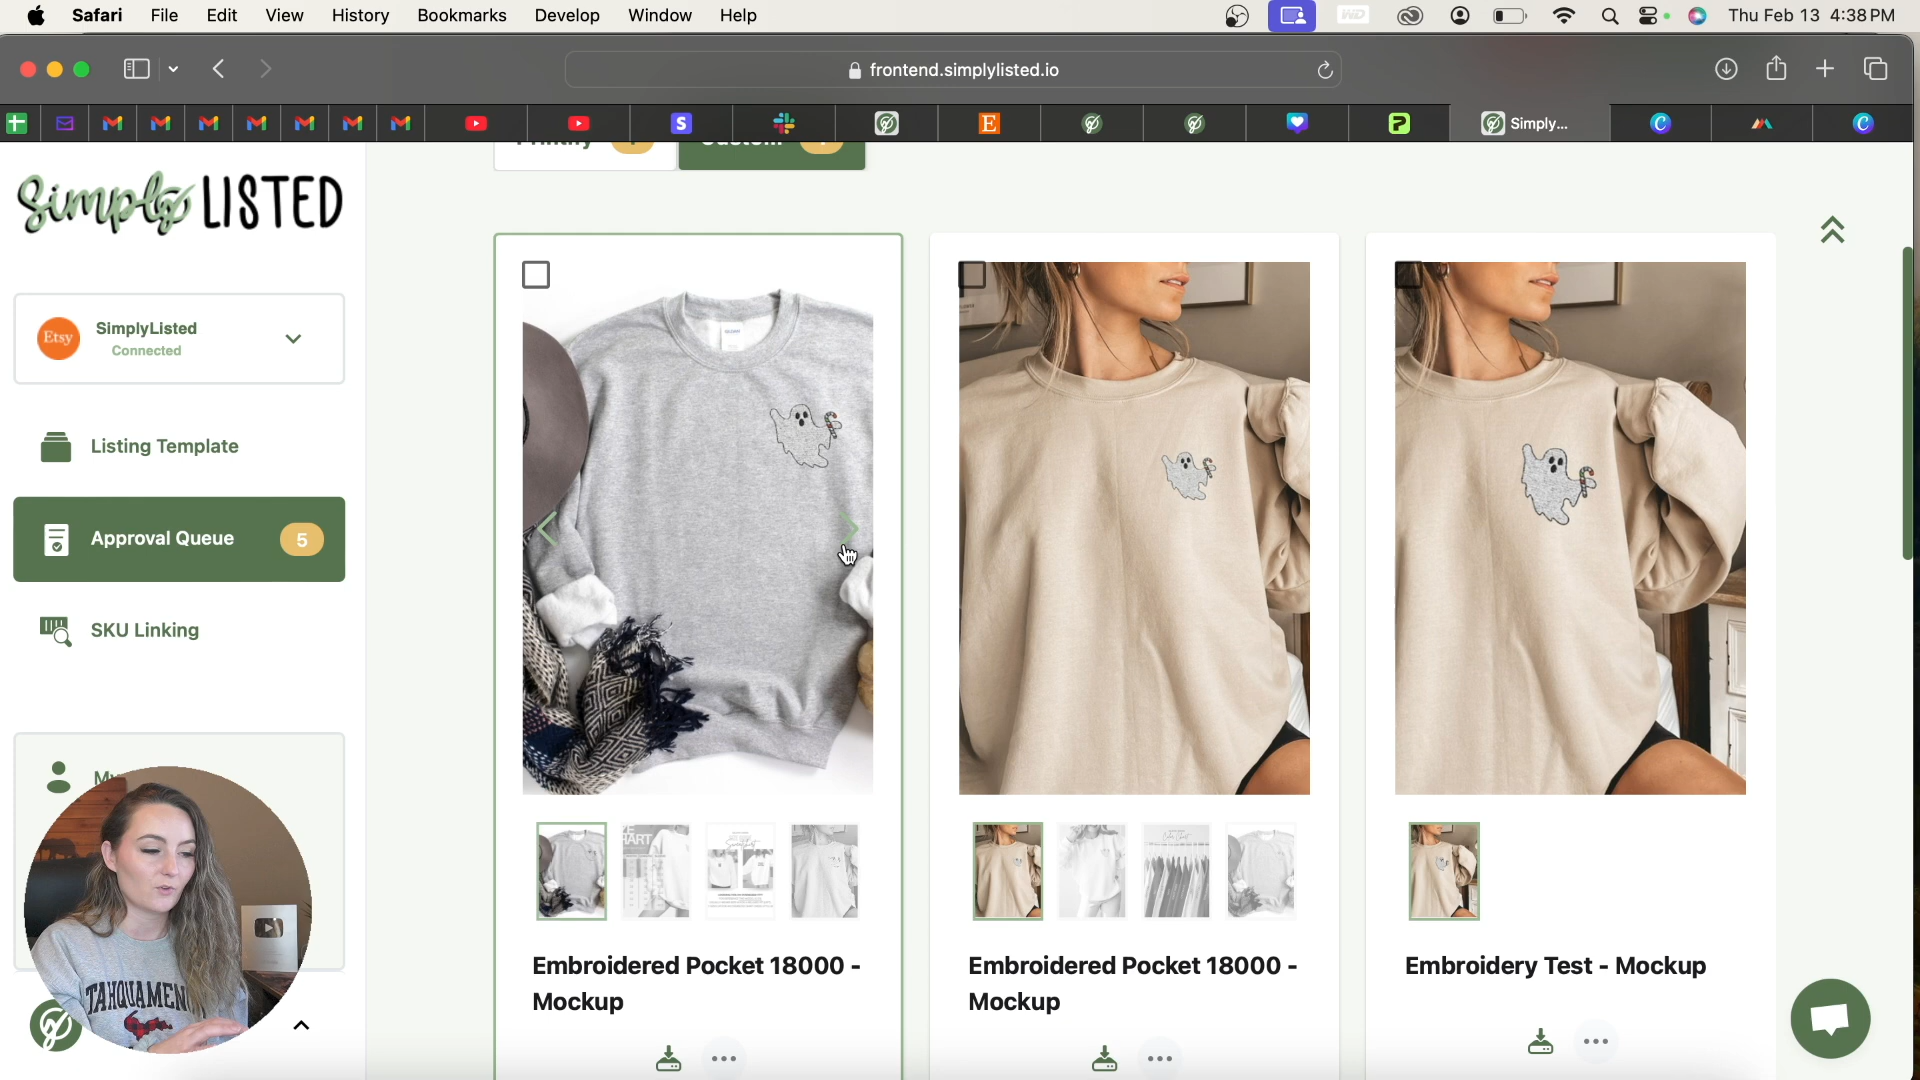 Safari File Edit View History Bookmarks Develop Window Help
Thu Feb 13 4:38 PM
frontend.simplylisted.io
Simply...
Simply LISTED
Etsy
SimplyListed
Connected
Listing Template
Approval Queue 5
SKU Linking
My
TAHQUAMEN
Embroidered Pocket 18000 -
Mockup
Embroidered Pocket 18000 -
Mockup
Embroidery Test - Mockup